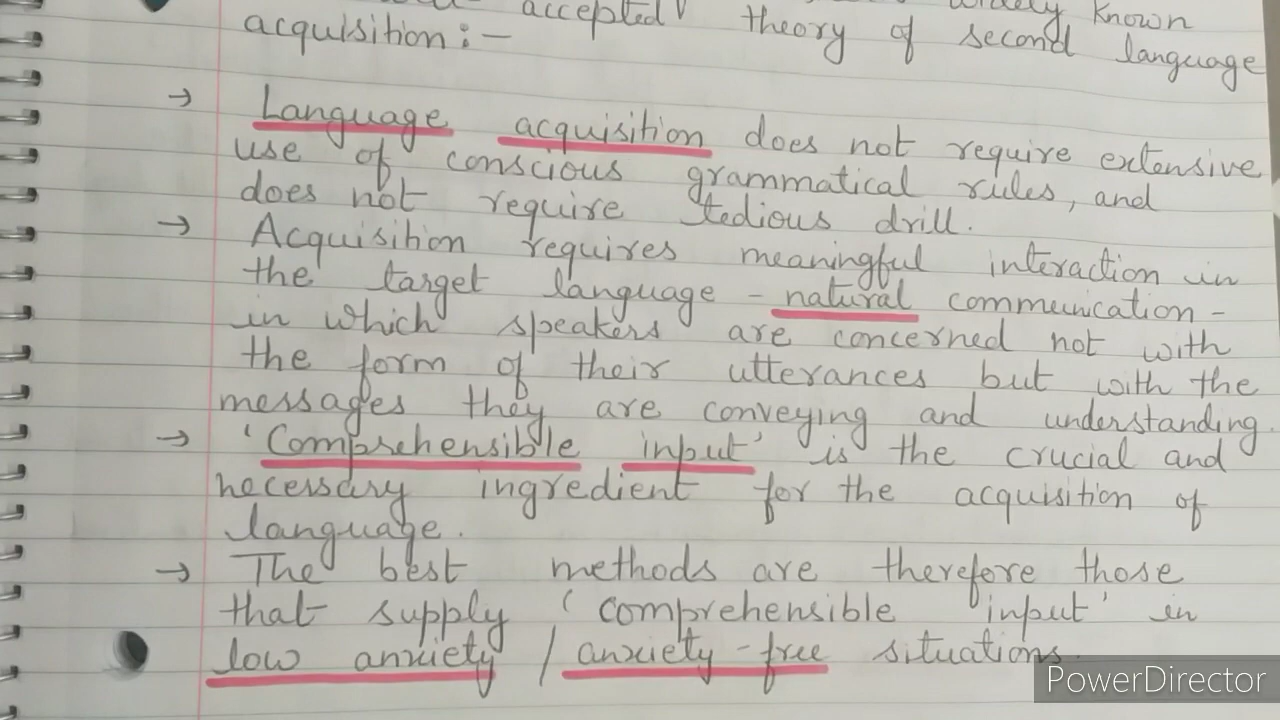 accepted widely known
acquisition:- theory of second language
→ Language acquisition does not require extensive
use of conscious grammatical rules, and
does not require tedious drill.
→ Acquisition requires meaningful interaction in
the target language - natural communication -
in which speakers are concerned not with
the form of their utterances but with the
messages they are conveying and understanding.
→ 'Comprehensible input' is the crucial and
necessary ingredient for the acquisition of
language.
→ The best methods are therefore those
that supply 'comprehensible input' in
low anxiety / anxiety-free situations.
PowerDirector